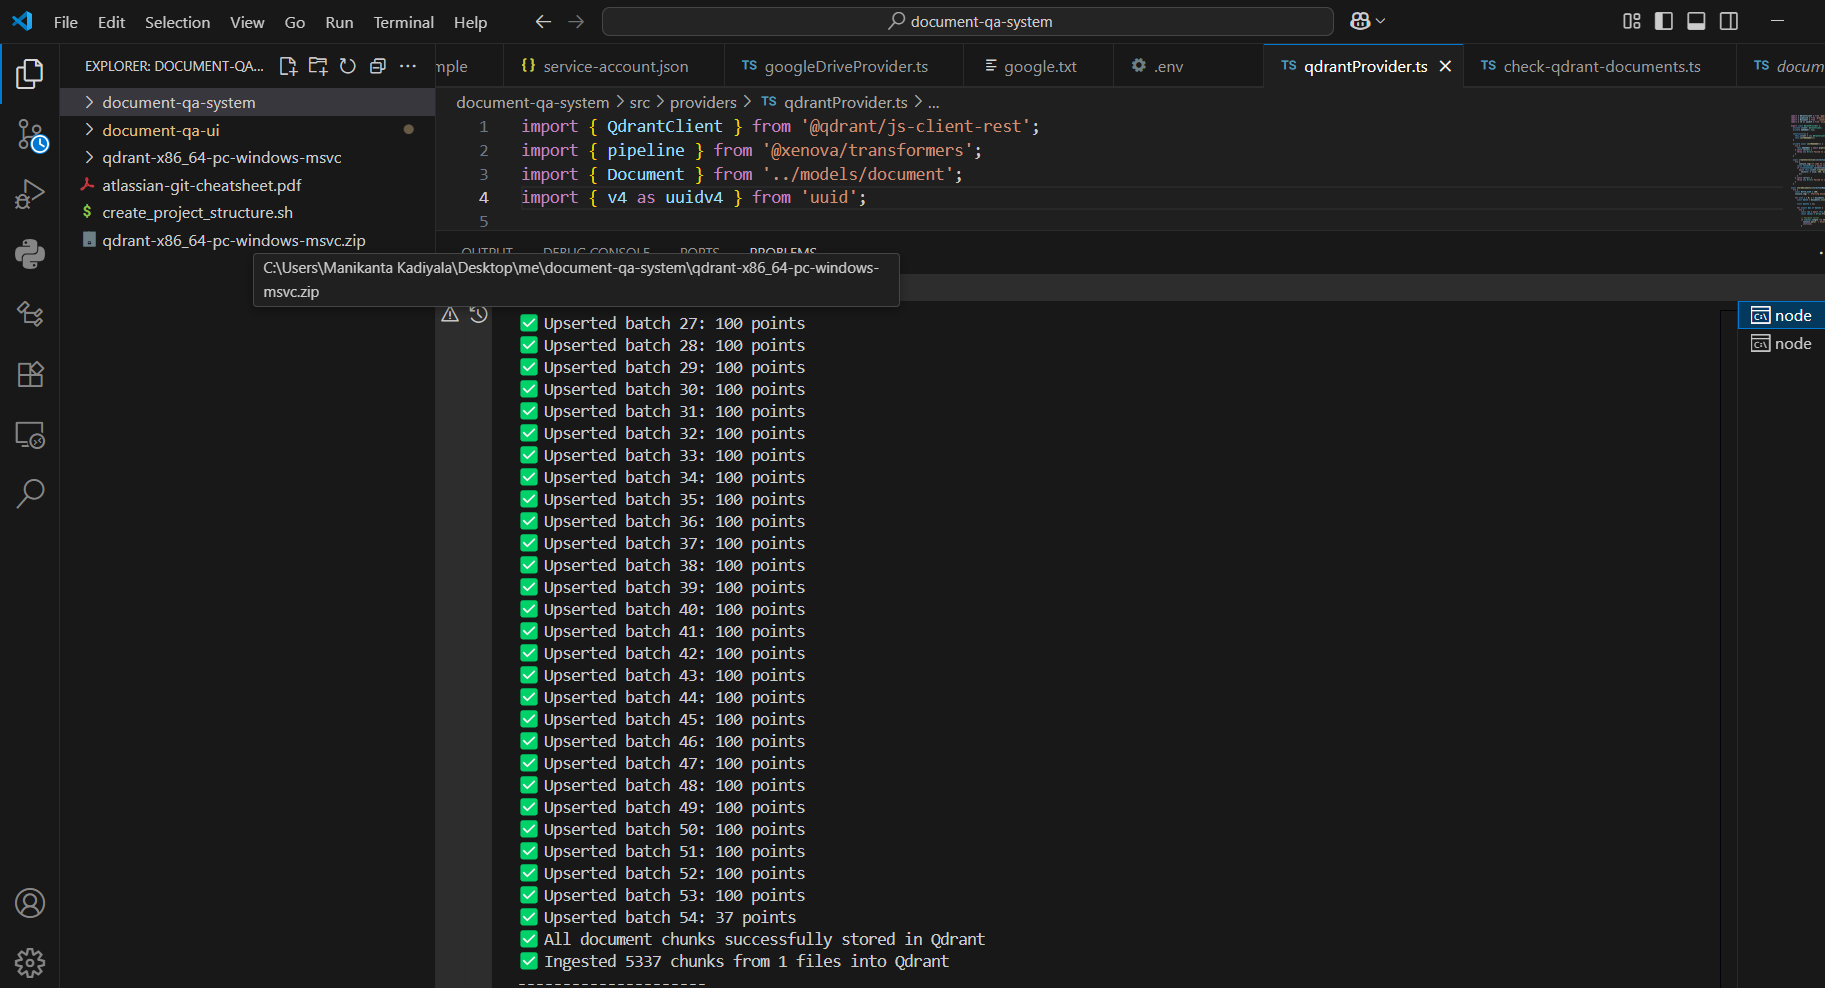 File Edit Selection View Go Run Terminal Help
document-qa-system
EXPLORER: DOCUMENT-QA...
mple
{} service-account.json
TS googleDriveProvider.ts
google.txt
.env
TS qdrantProvider.ts
TS check-qdrant-documents.ts
TS docum
document-qa-system
document-qa-ui
qdrant-x86_64-pc-windows-msvc
atlassian-git-cheatsheet.pdf
$ create_project_structure.sh
qdrant-x86_64-pc-windows-msvc.zip
C:\Users\Manikanta Kadiyala\Desktop\me\document-qa-system\qdrant-x86_64-pc-windows-
msvc.zip
document-qa-system > src > providers > TS qdrantProvider.ts > ...
1 import { QdrantClient } from '@qdrant/js-client-rest';
2 import { pipeline } from '@xenova/transformers';
3 import { Document } from '../models/document';
4 import { v4 as uuidv4 } from 'uuid';
5
OUTPUT DEBUG CONSOLE PORTS PROBLEMS
✅ Upserted batch 27: 100 points
✅ Upserted batch 28: 100 points
✅ Upserted batch 29: 100 points
✅ Upserted batch 30: 100 points
✅ Upserted batch 31: 100 points
✅ Upserted batch 32: 100 points
✅ Upserted batch 33: 100 points
✅ Upserted batch 34: 100 points
✅ Upserted batch 35: 100 points
✅ Upserted batch 36: 100 points
✅ Upserted batch 37: 100 points
✅ Upserted batch 38: 100 points
✅ Upserted batch 39: 100 points
✅ Upserted batch 40: 100 points
✅ Upserted batch 41: 100 points
✅ Upserted batch 42: 100 points
✅ Upserted batch 43: 100 points
✅ Upserted batch 44: 100 points
✅ Upserted batch 45: 100 points
✅ Upserted batch 46: 100 points
✅ Upserted batch 47: 100 points
✅ Upserted batch 48: 100 points
✅ Upserted batch 49: 100 points
✅ Upserted batch 50: 100 points
✅ Upserted batch 51: 100 points
✅ Upserted batch 52: 100 points
✅ Upserted batch 53: 100 points
✅ Upserted batch 54: 37 points
✅ All document chunks successfully stored in Qdrant
✅ Ingested 5337 chunks from 1 files into Qdrant
---------------------
node
node